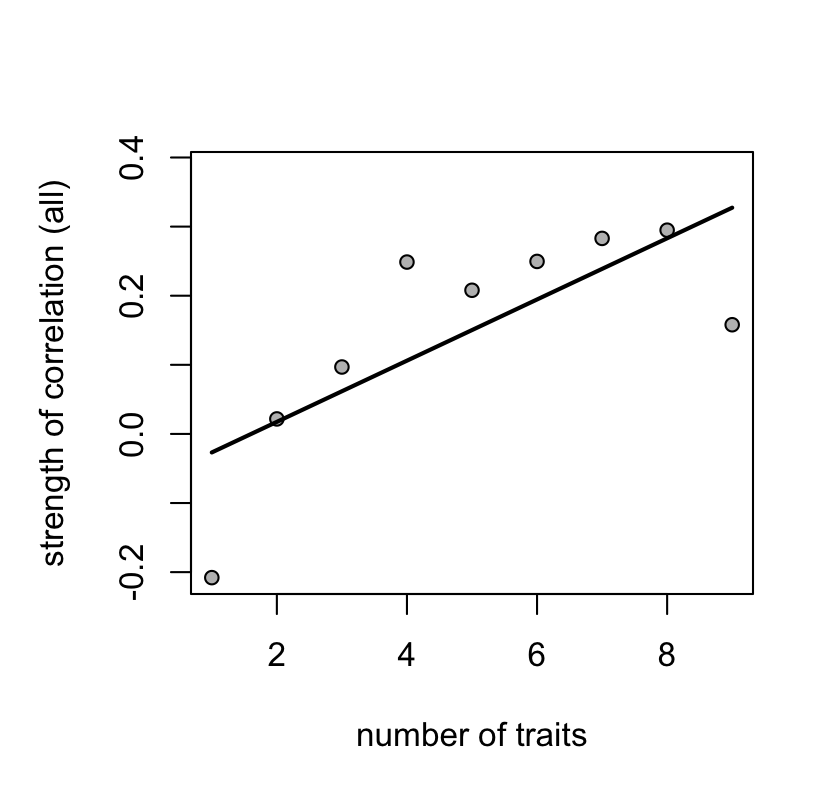 strength of correlation (all)
0.4
0.2
0.0
-0.2
2 4 6 8
number of traits